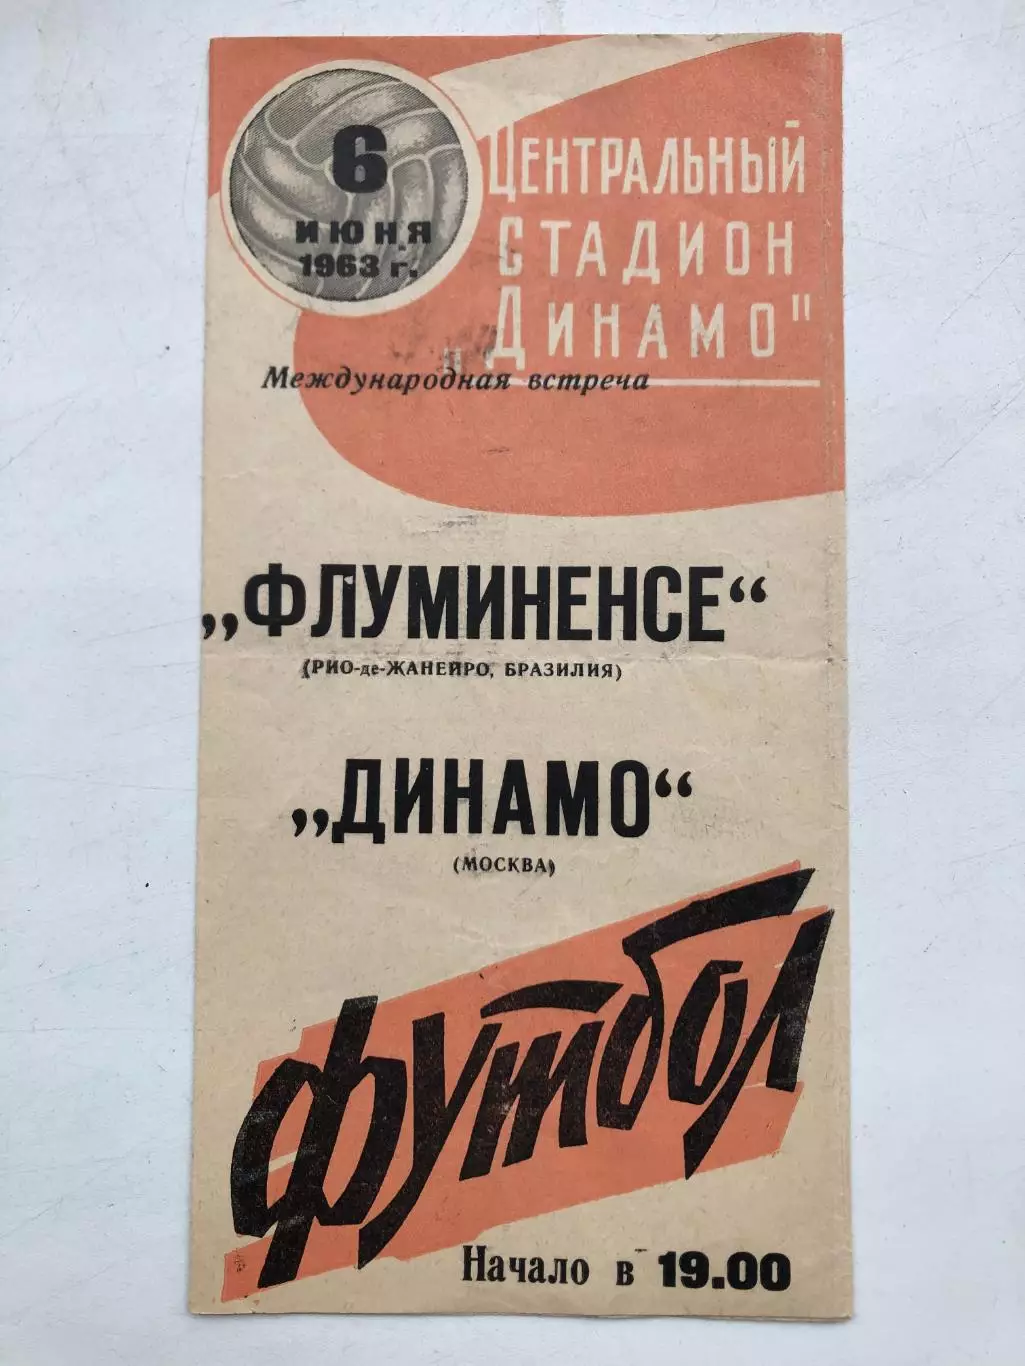 6
ИЮНЯ
1963 г.
ЦЕНТРАЛЬНЫЙ
СТАДИОН
„ДИНАМО"
Международная встреча
„ФЛУМИНЕНСЕ“
(РИО-де-ЖАНЕЙРО, БРАЗИЛИЯ)
„ДИНАМО“
(МОСКВА)
футбол
Начало в 19.00